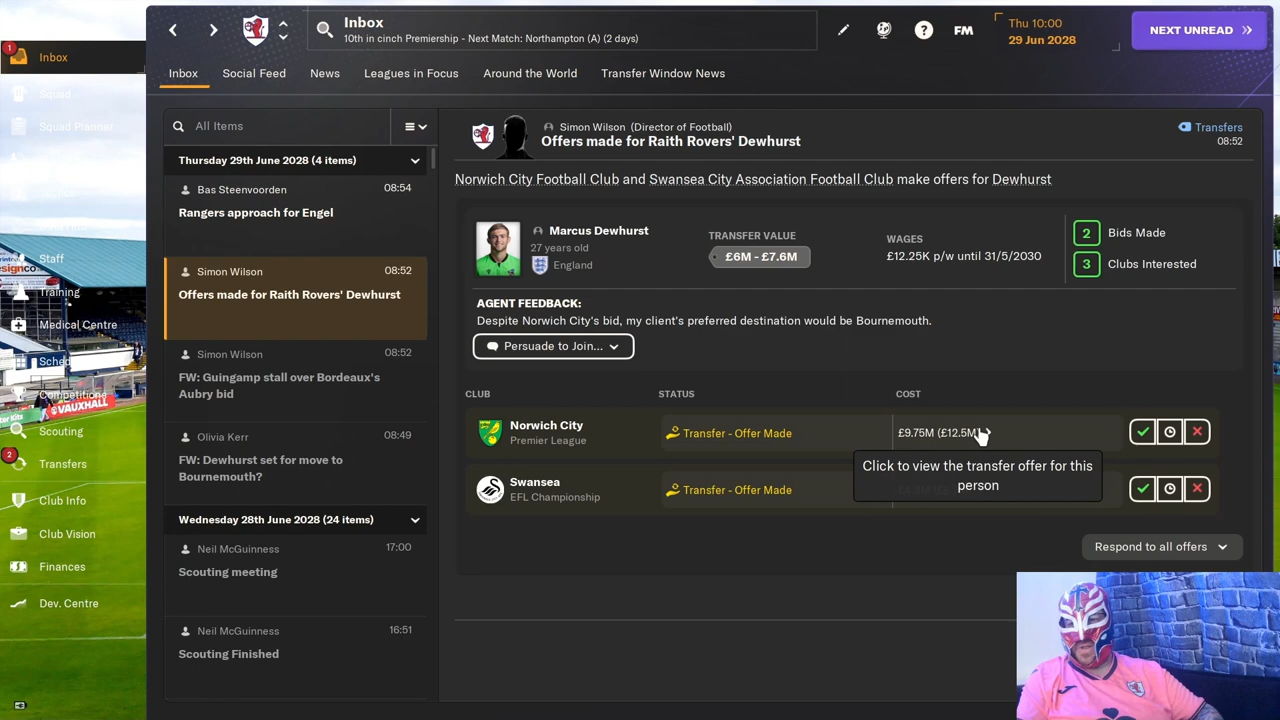 Inbox
10th in cinch Premiership - Next Match: Northampton (A) (2 days)
FM
Thu 10:00
29 Jun 2028
NEXT UNREAD
1
Inbox
Squad
Squad Planner
Staff
Training
Medical Centre
Sched
Competitions
Scouting
2
Transfers
Club Info
Club Vision
Finances
Dev. Centre
Inbox
Social Feed
News
Leagues in Focus
Around the World
Transfer Window News
All Items
Thursday 29th June 2028 (4 items)
Bas Steenvoorden
08:54
Rangers approach for Engel
Simon Wilson
08:52
Offers made for Raith Rovers' Dewhurst
Simon Wilson
08:52
FW: Guingamp stall over Bordeaux's
Aubry bid
Olivia Kerr
08:49
FW: Dewhurst set for move to
Bournemouth?
Wednesday 28th June 2028 (24 items)
Neil McGuinness
17:00
Scouting meeting
Neil McGuinness
16:51
Scouting Finished
Simon Wilson (Director of Football)
Offers made for Raith Rovers' Dewhurst
Transfers
08:52
Norwich City Football Club and Swansea City Association Football Club make offers for Dewhurst
Marcus Dewhurst
27 years old
England
TRANSFER VALUE
£6M - £7.6M
WAGES
£12.25K p/w until 31/5/2030
2 Bids Made
3 Clubs Interested
AGENT FEEDBACK:
Despite Norwich City's bid, my client's preferred destination would be Bournemouth.
Persuade to Join...
CLUB
STATUS
COST
Norwich City
Premier League
Transfer - Offer Made
£9.75M (£12.5M)
Click to view the transfer offer for this
person
Swansea
EFL Championship
Transfer - Offer Made
Respond to all offers
VAUXHALL